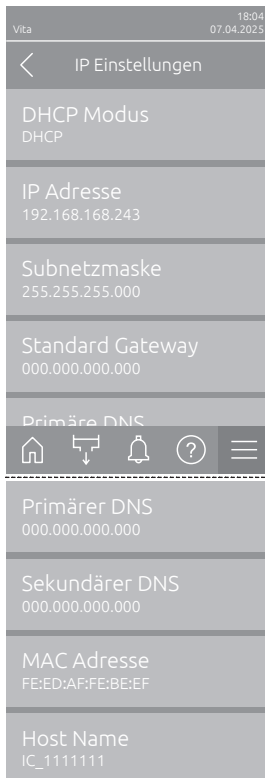 18:04
Vita 07.04.2025
IP Einstellungen
DHCP Modus
DHCP
IP Adresse
192.168.168.243
Subnetzmaske
255.255.255.000
Standard Gateway
000.000.000.000
Primäre DNS
?
Primärer DNS
000.000.000.000
Sekundärer DNS
000.000.000.000
MAC Adresse
FE:ED:AF:FE:BE:EF
Host Name
IC_1111111